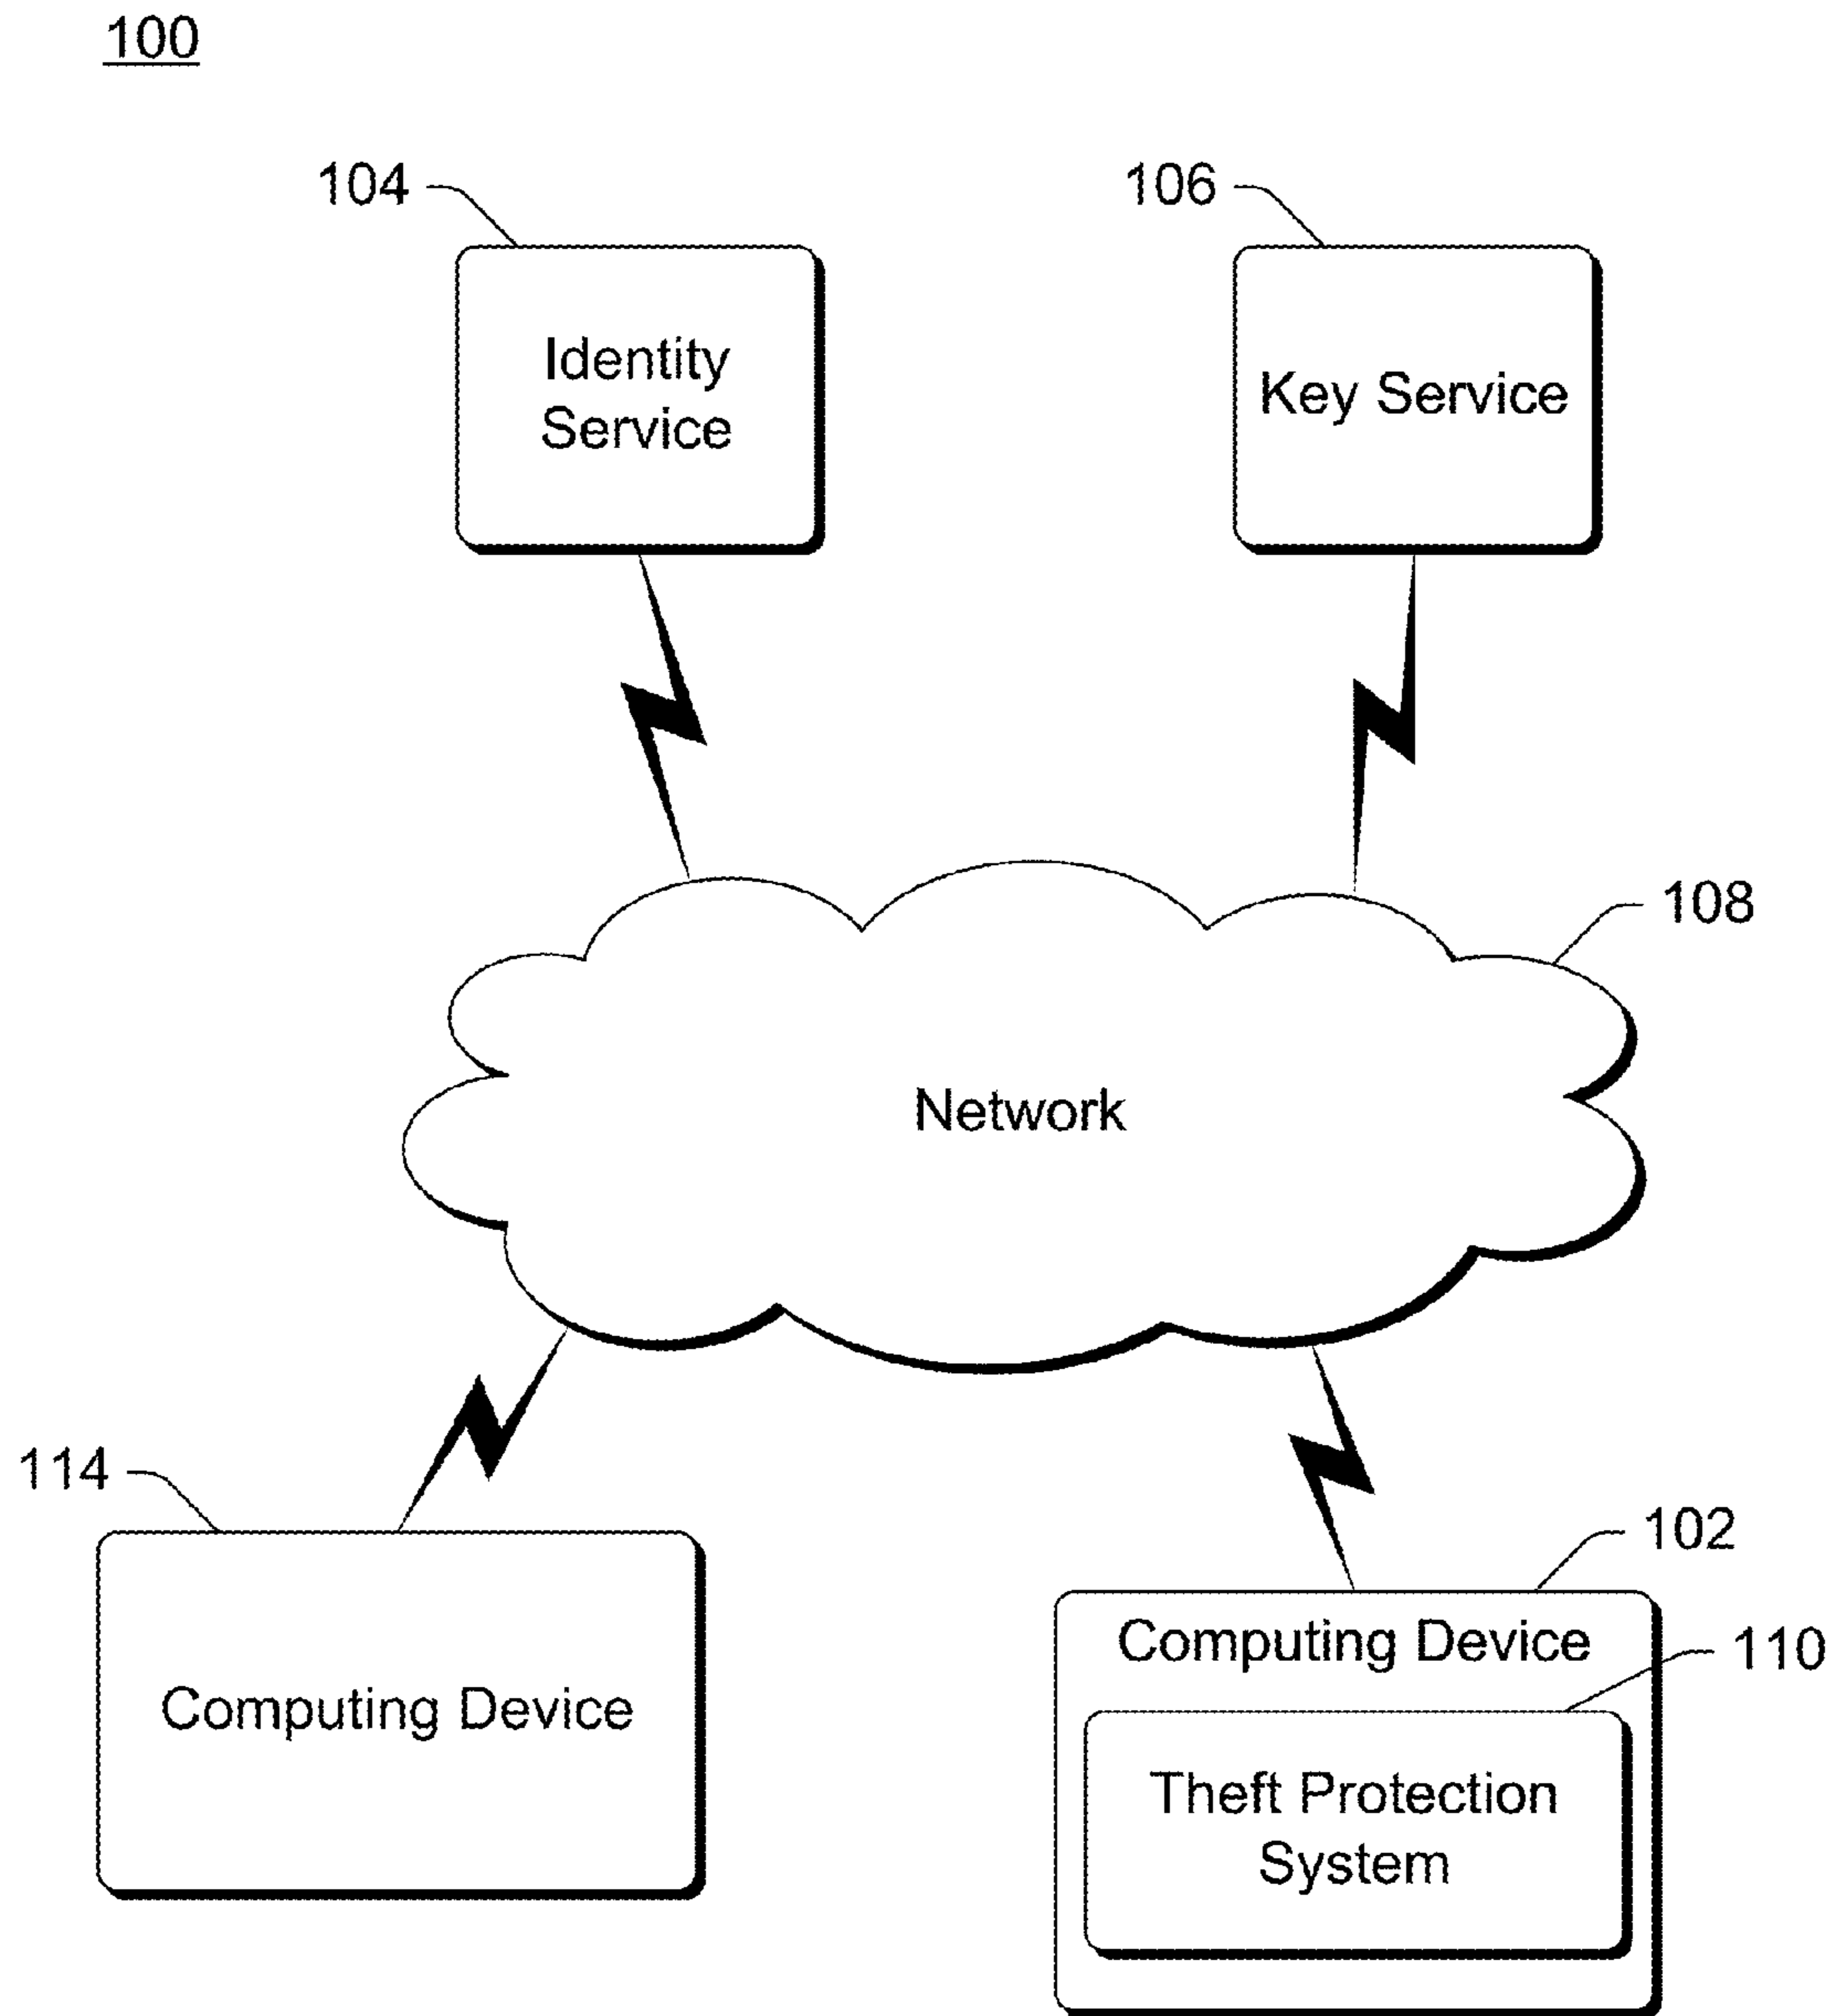 100
104
106
Identity
Service
Key Service
108
Network
114
102
Computing Device
110
Computing Device
Theft Protection
System